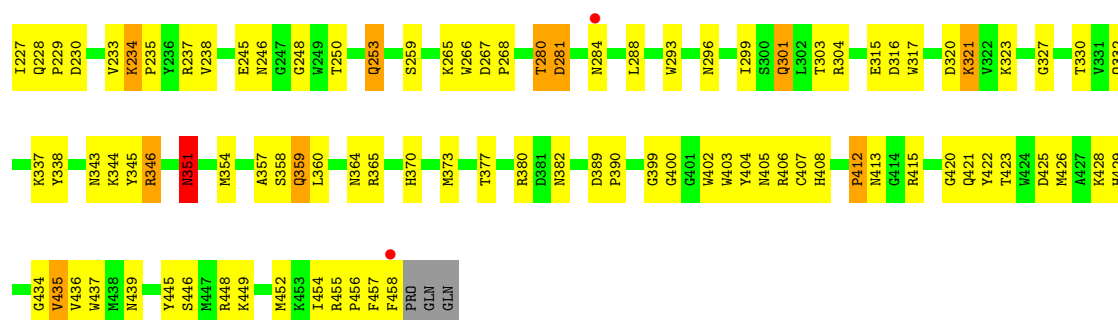 I227 Q228 P229 D230 V233 K234 P235 Y236 R237 V238 E245 N246 G247 G248 W249 T250 Q253 S259 K265 W266 D267 P268 T280 D281 N284 L288 W293 N296 I299 S300 Q301 L302 T303 R304 E315 D316 W317 D320 K321 V322 K323 G327 T330 V331
K337 Y338 N343 K344 Y345 R346 N351 M354 A357 S358 Q359 L360 N364 R365 H370 M373 T377 R380 D381 N382 D389 P390 G399 G400 G401 W402 W403 Y404 N405 R406 C407 H408 P412 N413 G414 R415 G420 Q421 Y422 T423 W424 D425 M426 A427 K428
G434 V435 V436 W437 M438 N439 Y445 S446 M447 R448 K449 M452 K453 I454 R455 P456 F457 F458 PRO GLN GLN